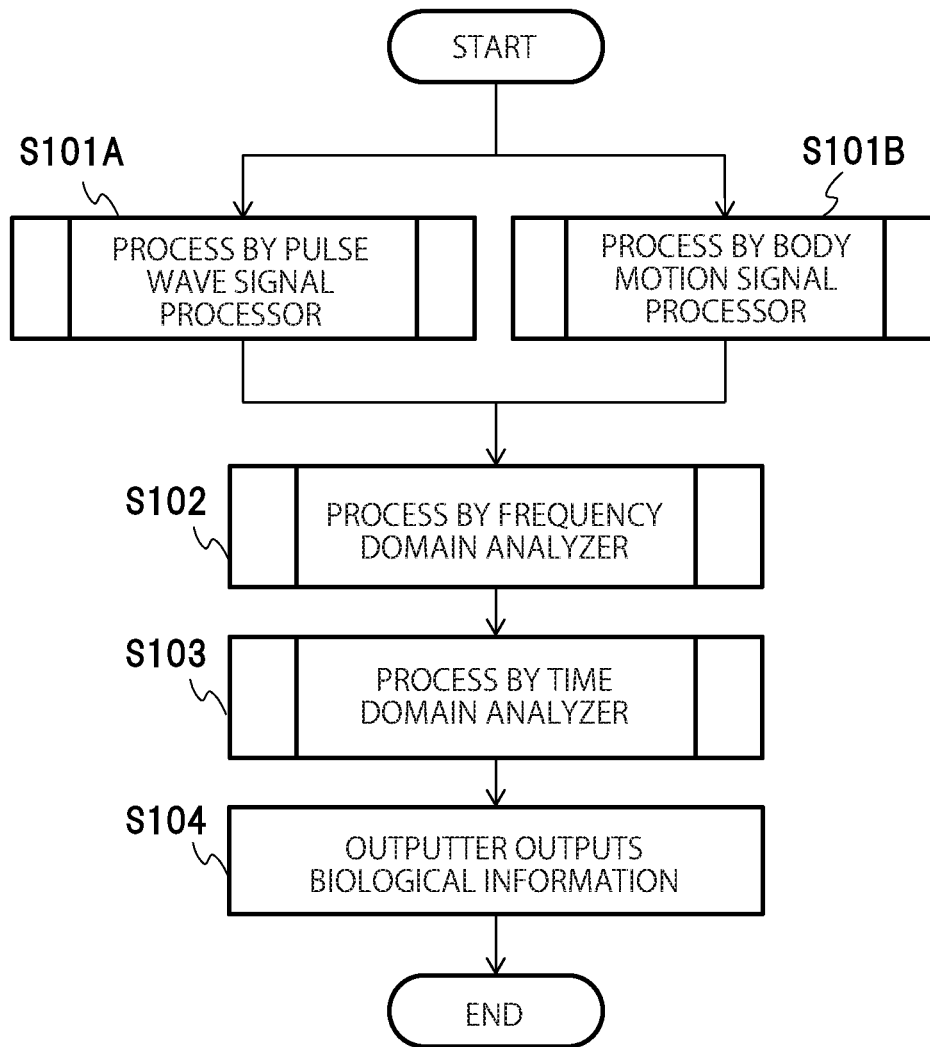 START
S101A
S101B
PROCESS BY PULSE
WAVE SIGNAL
PROCESSOR
PROCESS BY BODY
MOTION SIGNAL
PROCESSOR
S102
PROCESS BY FREQUENCY
DOMAIN ANALYZER
S103
PROCESS BY TIME
DOMAIN ANALYZER
S104
OUTPUTTER OUTPUTS
BIOLOGICAL INFORMATION
END